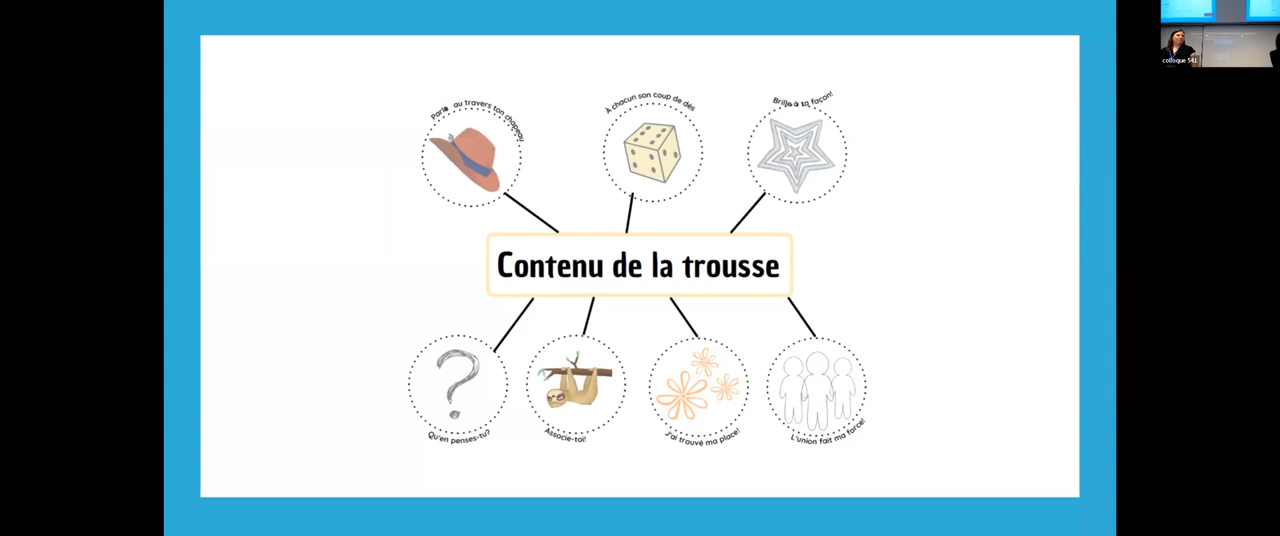 Parle au travers ton chapeau
À chacun son coup de dés
Brille à ta façon!
Contenu de la trousse
Qu'en penses-tu?
Associe-toi!
J'ai trouvé ma place!
L'union fait ma force!
colloque 541